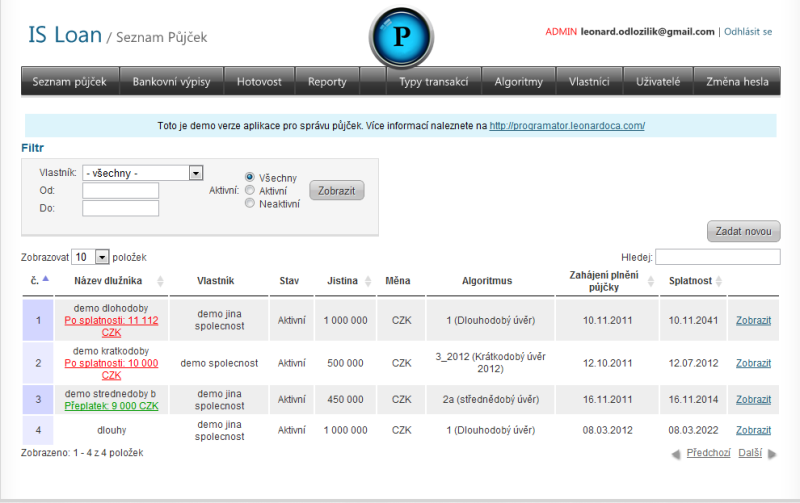 IS Loan / Seznam Půjček
P
ADMIN leonard.odlozilik@gmail.com | Odhlásit se
Seznam půjček Bankovní výpisy Hotovost Reporty Typy transakcí Algoritmy Vlastníci Uživatelé Změna hesla
Toto je demo verze aplikace pro správu půjček. Více informací naleznete na http://programator.leonardoca.com/
Filtr
Vlastník: - všechny -
Od:
Do:
Aktivní:
Všechny
Aktivní
Neaktivní
Zobrazit
Zadat novou
Zobrazovat 10 položek
Hledej:
č. Název dlužníka Vlastník Stav Jistina Měna Algoritmus Zahájení plnění půjčky Splatnost
1 demo dlohodoby Po splatnosti: 11 112 CZK demo jina spolecnost Aktivní 1 000 000 CZK 1 (Dlouhodobý úvěr) 10.11.2011 10.11.2041 Zobrazit
2 demo kratkodoby Po splatnosti: 10 000 CZK demo spolecnost Aktivní 500 000 CZK 3_2012 (Krátkodobý úvěr 2012) 12.10.2011 12.07.2012 Zobrazit
3 demo strednedoby b Přeplatek: 9 000 CZK demo jina spolecnost Aktivní 450 000 CZK 2a (střednědobý úvěr) 16.11.2011 16.11.2014 Zobrazit
4 dlouhy demo jina spolecnost Aktivní 1 000 000 CZK 1 (Dlouhodobý úvěr) 08.03.2012 08.03.2022 Zobrazit
Zobrazeno: 1 - 4 z 4 položek
Předchozí Další